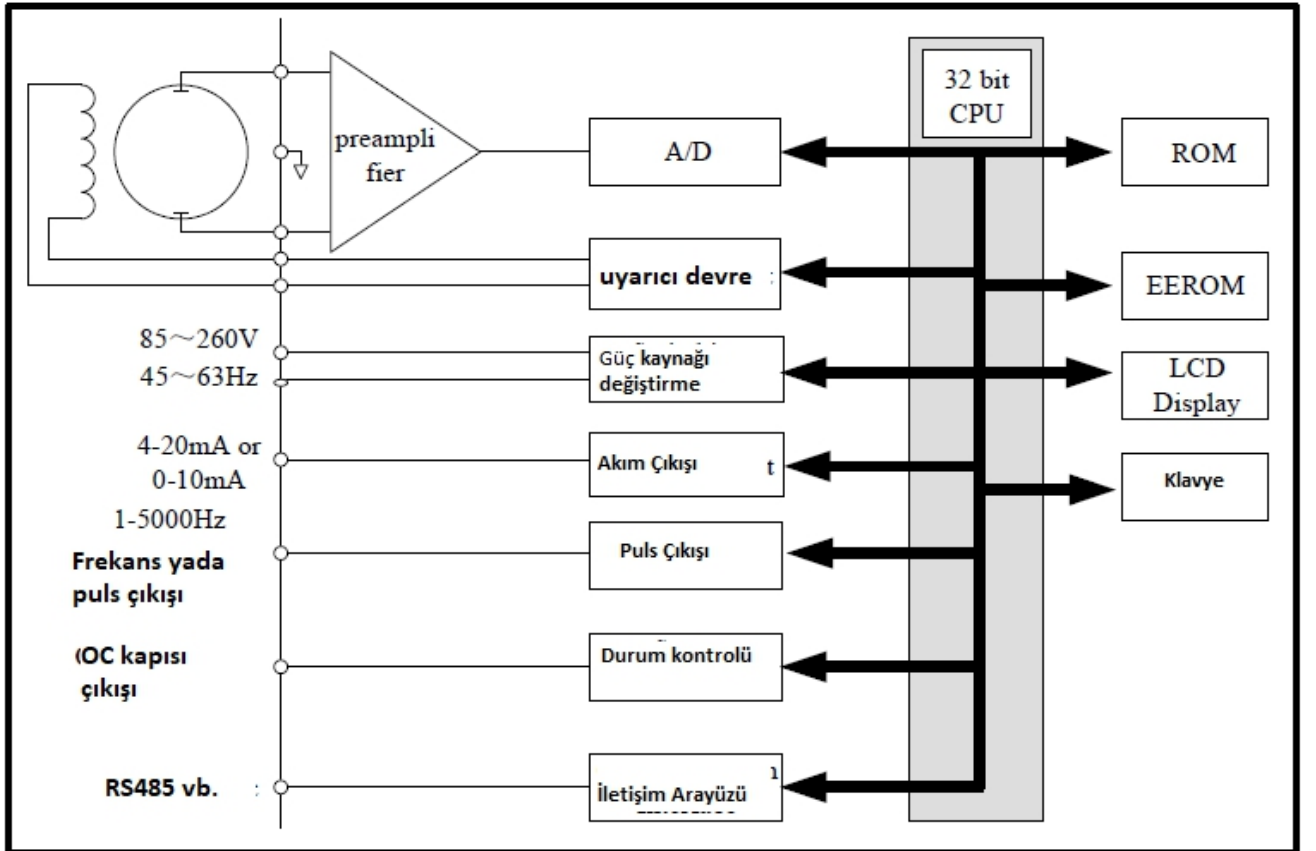 32 bit
CPU
preampli
fier
A/D
ROM
uyarıcı devre
EEROM
85～260V
45～63Hz
Güç kaynağı
değiştirme
LCD
Display
4-20mA or
0-10mA
Akım Çıkışı t
Klavye
1-5000Hz
Frekans yada
puls çıkışı
Puls Çıkışı
(OC kapısı
çıkışı
Durum kontrolü
RS485 vb.
İletişim Arayüzü